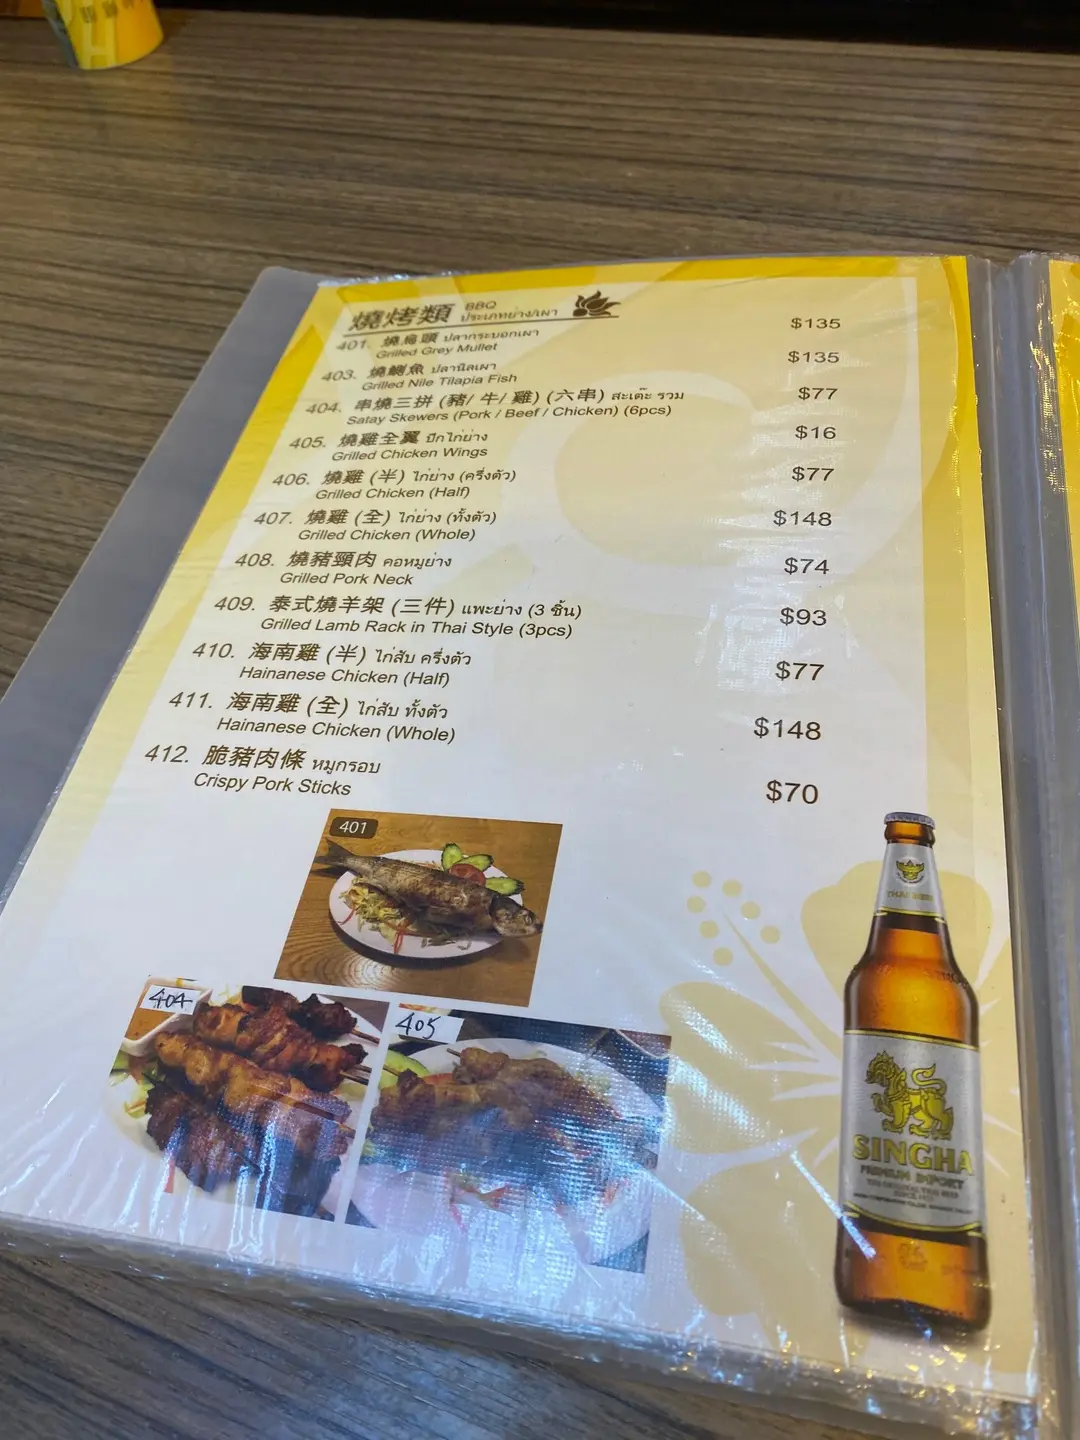 燒烤類 BBQ
ประเภทย่าง/เผา
401. 燒烏頭 ปลากระบอกเผา $135
Grilled Grey Mullet
403. 燒鯛魚 ปลานิลเผา $135
Grilled Nile Tilapia Fish
404. 串燒三拼 (豬/ 牛/ 雞) (六串) สะเต๊ะ รวม $77
Satay Skewers (Pork / Beef / Chicken) (6pcs)
405. 燒雞全翼 ปีกไก่ย่าง $16
Grilled Chicken Wings
406. 燒雞 (半) ไก่ย่าง (ครึ่งตัว) $77
Grilled Chicken (Half)
407. 燒雞 (全) ไก่ย่าง (ทั้งตัว) $148
Grilled Chicken (Whole)
408. 燒豬頸肉 คอหมูย่าง $74
Grilled Pork Neck
409. 泰式燒羊架 (三件) แพะย่าง (3 ชิ้น) $93
Grilled Lamb Rack in Thai Style (3pcs)
410. 海南雞 (半) ไก่สับ ครึ่งตัว $77
Hainanese Chicken (Half)
411. 海南雞 (全) ไก่สับ ทั้งตัว $148
Hainanese Chicken (Whole)
412. 脆豬肉條 หมูกรอบ $70
Crispy Pork Sticks
401
404
405
THAI BEER
SINGHA
PREMIUM IMPORT